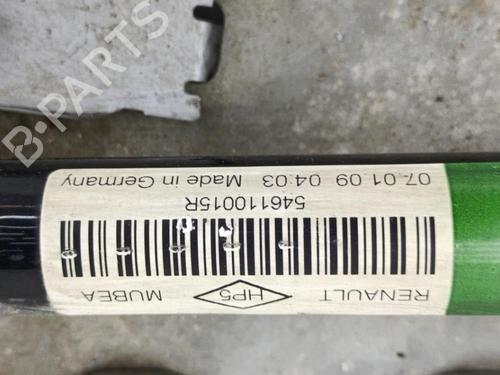 RENAULT HP5 MUBEA
546110015R
07.01.09 04:03 Made in Germany
B-PARTS